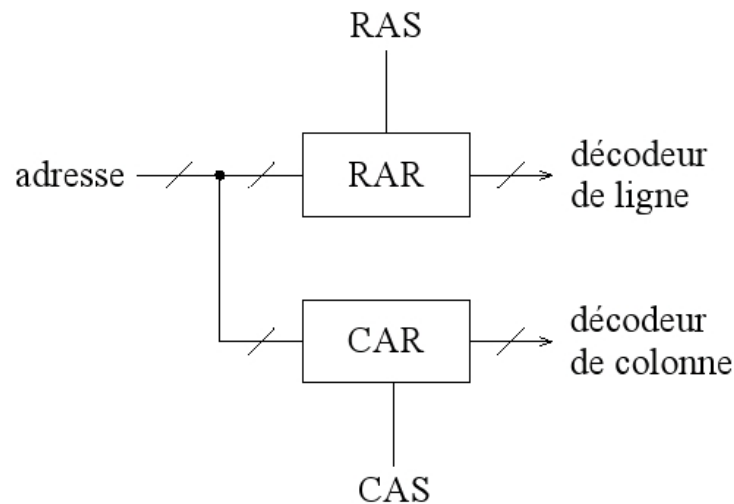 RAS
adresse
RAR
décodeur
de ligne
CAR
décodeur
de colonne
CAS